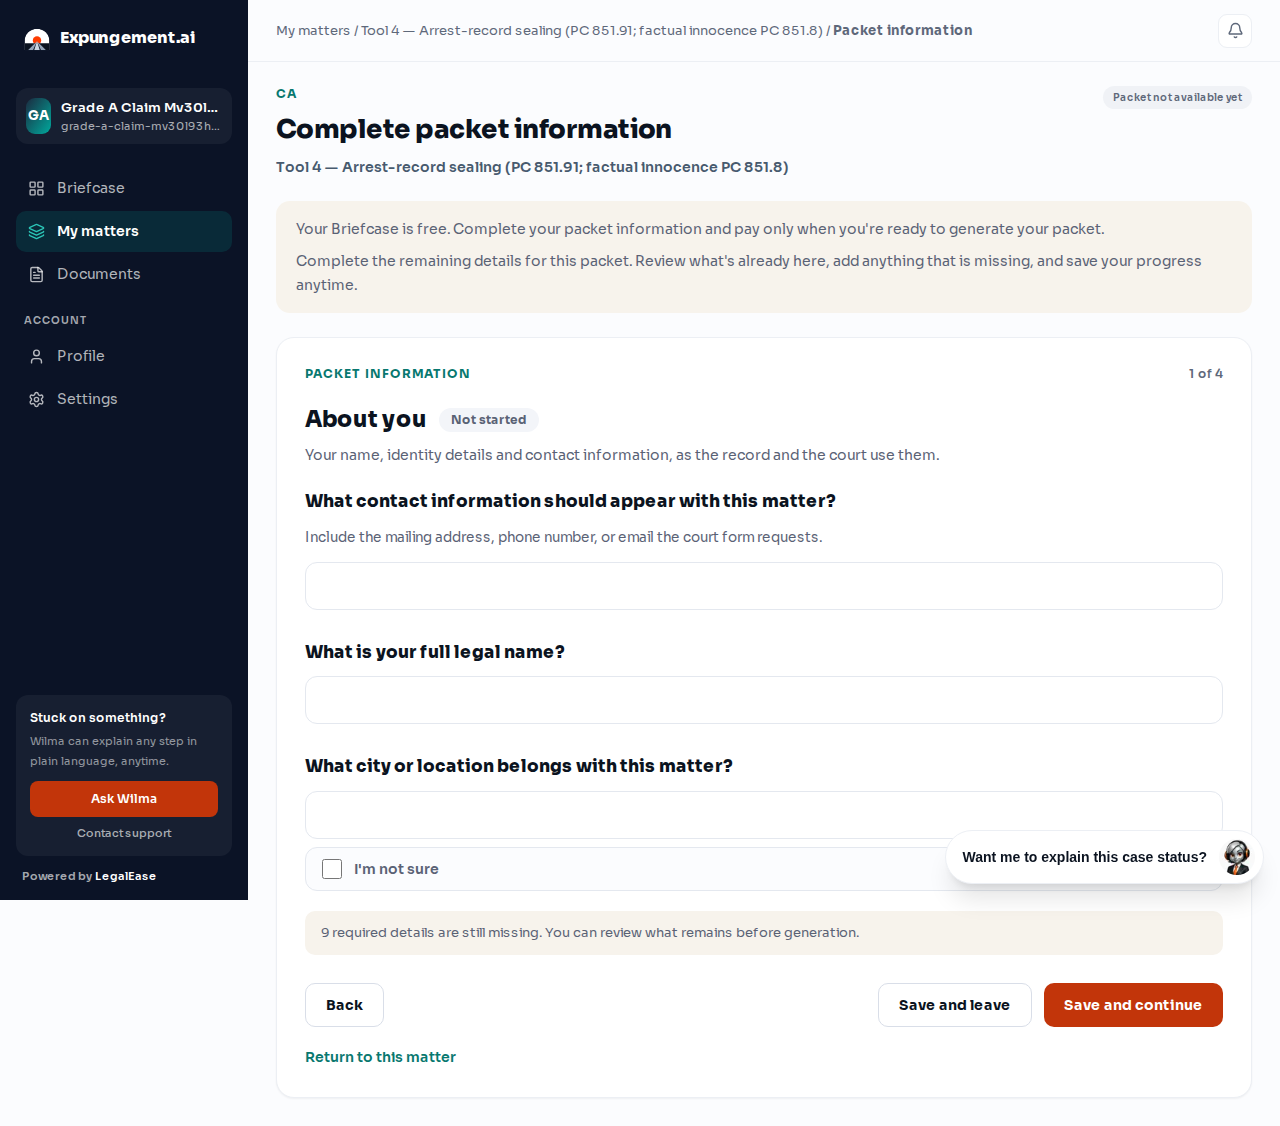 Expungement.ai
GA
Grade A Claim Mv30l...
grade-a-claim-mv30l93h...
Briefcase
My matters
Documents
ACCOUNT
Profile
Settings
Stuck on something?
Wilma can explain any step in
plain language, anytime.
Ask Wilma
Contact support
Powered by LegalEase
My matters / Tool 4 — Arrest-record sealing (PC 851.91; factual innocence PC 851.8) / Packet information
CA
Packet not available yet
Complete packet information
Tool 4 — Arrest-record sealing (PC 851.91; factual innocence PC 851.8)
Your Briefcase is free. Complete your packet information and pay only when you're ready to generate your packet.
Complete the remaining details for this packet. Review what's already here, add anything that is missing, and save your progress
anytime.
PACKET INFORMATION
1 of 4
About you
Not started
Your name, identity details and contact information, as the record and the court use them.
What contact information should appear with this matter?
Include the mailing address, phone number, or email the court form requests.
What is your full legal name?
What city or location belongs with this matter?
I'm not sure
Want me to explain this case status?
9 required details are still missing. You can review what remains before generation.
Back
Save and leave
Save and continue
Return to this matter